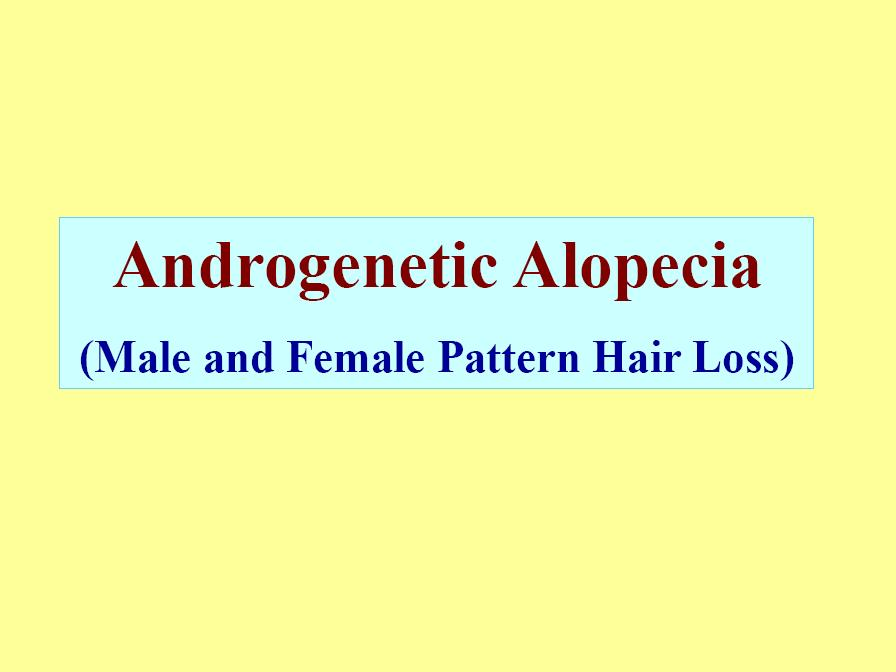 Androgenetic Alopecia
(Male and Female Pattern Hair Loss)